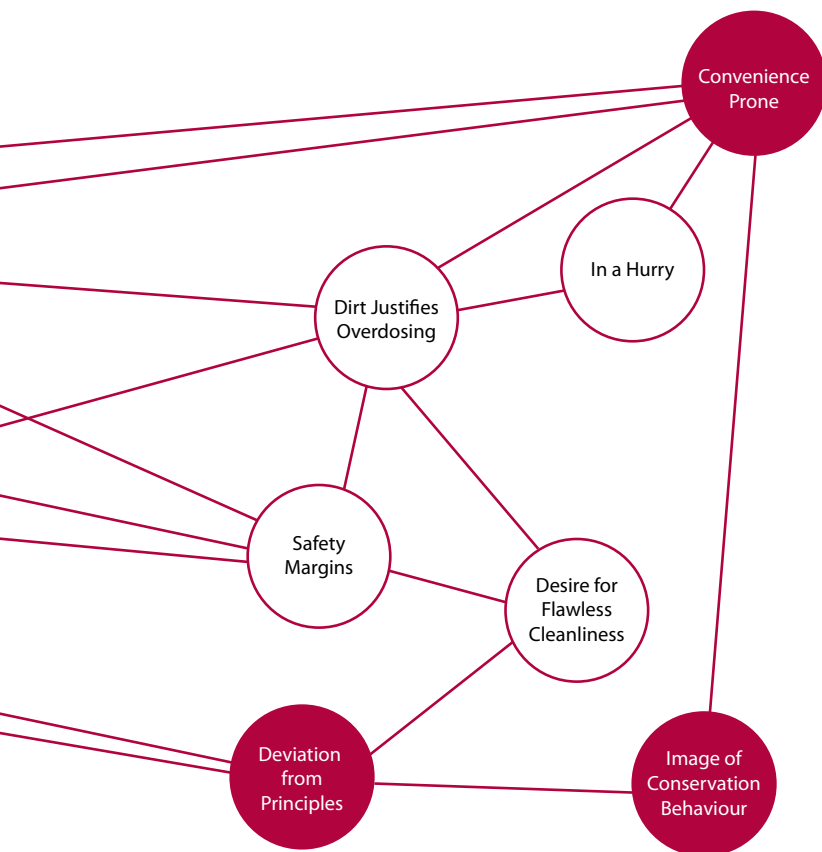 Convenience
Prone
In a Hurry
Dirt Justifies
Overdosing
Safety
Margins
Desire for
Flawless
Cleanliness
Deviation
from
Principles
Image of
Conservation
Behaviour